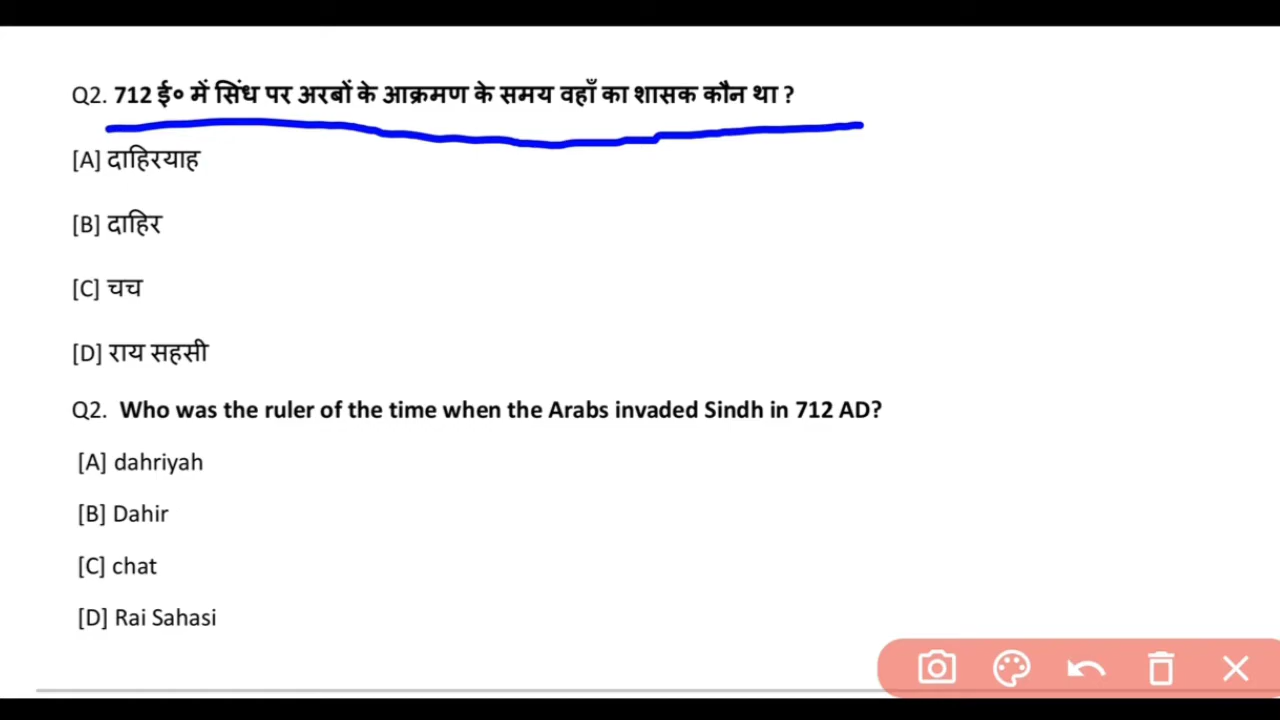 Q2. 712 ई० में सिंध पर अरबों के आक्रमण के समय वहाँ का शासक कौन था ?
[A] दाहिरयाह
[B] दाहिर
[C] चच
[D] राय सहसी
Q2. Who was the ruler of the time when the Arabs invaded Sindh in 712 AD?
[A] dahriyah
[B] Dahir
[C] chat
[D] Rai Sahasi